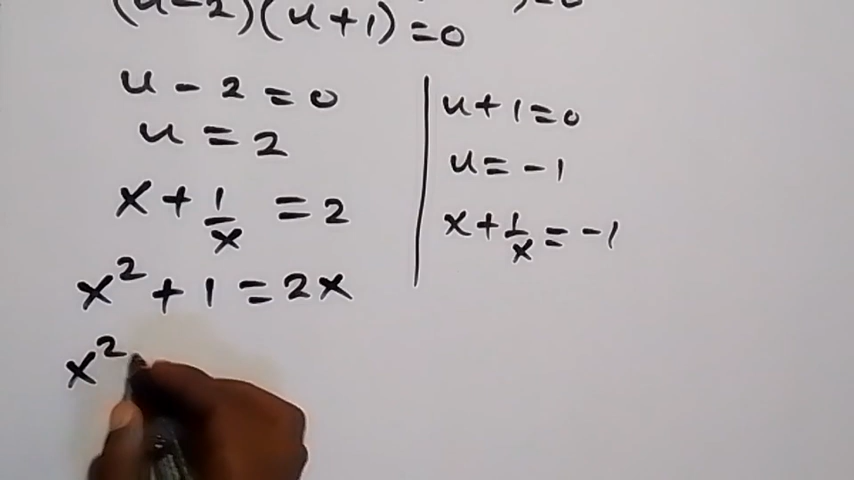 (u-2)(u+1)=0
u - 2 = 0
u = 2
x + 1/x = 2
x² + 1 = 2x
x²
u+1=0
u = -1
x + 1/x = -1